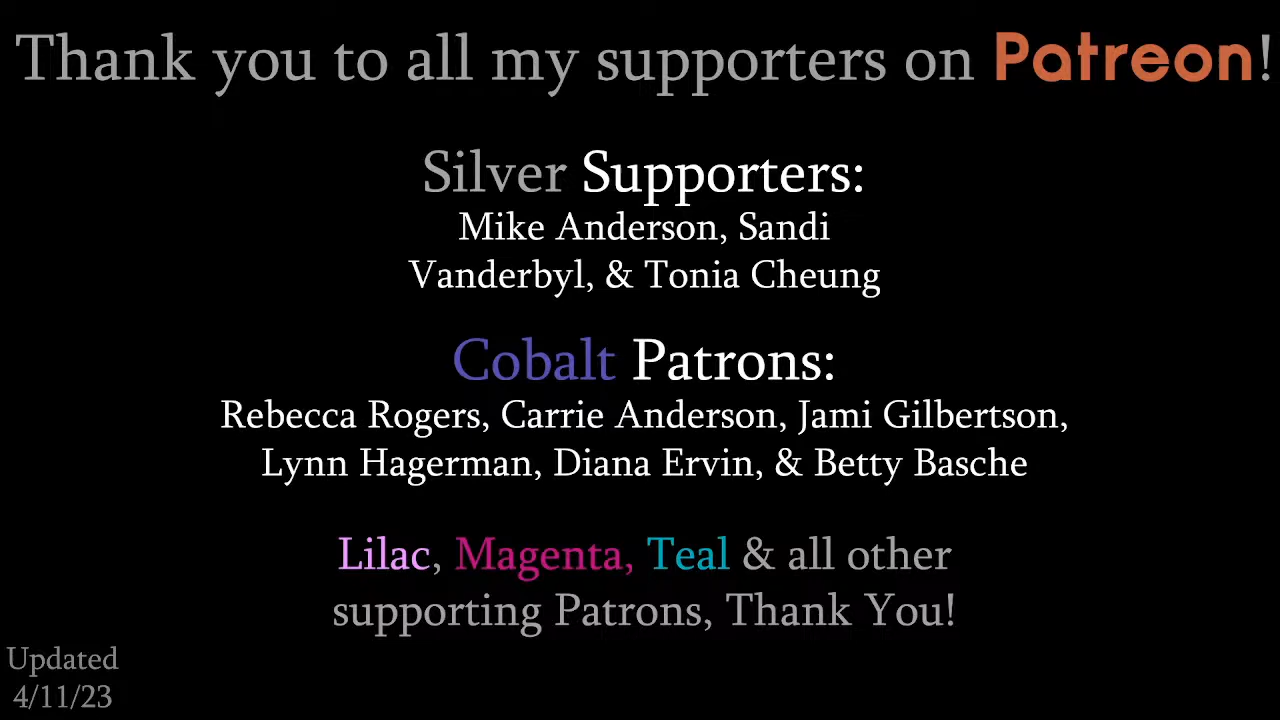 Thank you to all my supporters on Patreon!
Silver Supporters:
Mike Anderson, Sandi
Vanderbyl, & Tonia Cheung
Cobalt Patrons:
Rebecca Rogers, Carrie Anderson, Jami Gilbertson,
Lynn Hagerman, Diana Ervin, & Betty Basche
Lilac, Magenta, Teal & all other
supporting Patrons, Thank You!
Updated
4/11/23